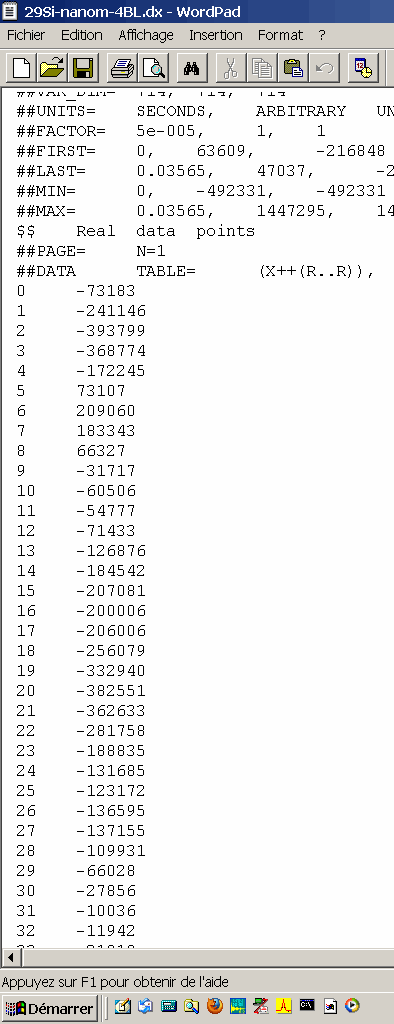 29Si-nanom-4BL.dx - WordPad
Fichier Edition Affichage Insertion Format ?
##VAR_DIM= 714, 714, 714
##UNITS= SECONDS, ARBITRARY UN
##FACTOR= 5e-005, 1, 1
##FIRST= 0, 63609, -216848
##LAST= 0.03565, 47037, -2
##MIN= 0, -492331, -492331
##MAX= 0.03565, 1447295, 14
$$ Real data points
##PAGE= N=1
##DATA TABLE= (X++(R..R)),
0 -73183
1 -241146
2 -393799
3 -368774
4 -172245
5 73107
6 209060
7 183343
8 66327
9 -31717
10 -60506
11 -54777
12 -71433
13 -126876
14 -184542
15 -207081
16 -200006
17 -206006
18 -256079
19 -332940
20 -382551
21 -362633
22 -281758
23 -188835
24 -131685
25 -123172
26 -136595
27 -137155
28 -109931
29 -66028
30 -27856
31 -10036
32 -11942
Appuyez sur F1 pour obtenir de l'aide
Démarrer